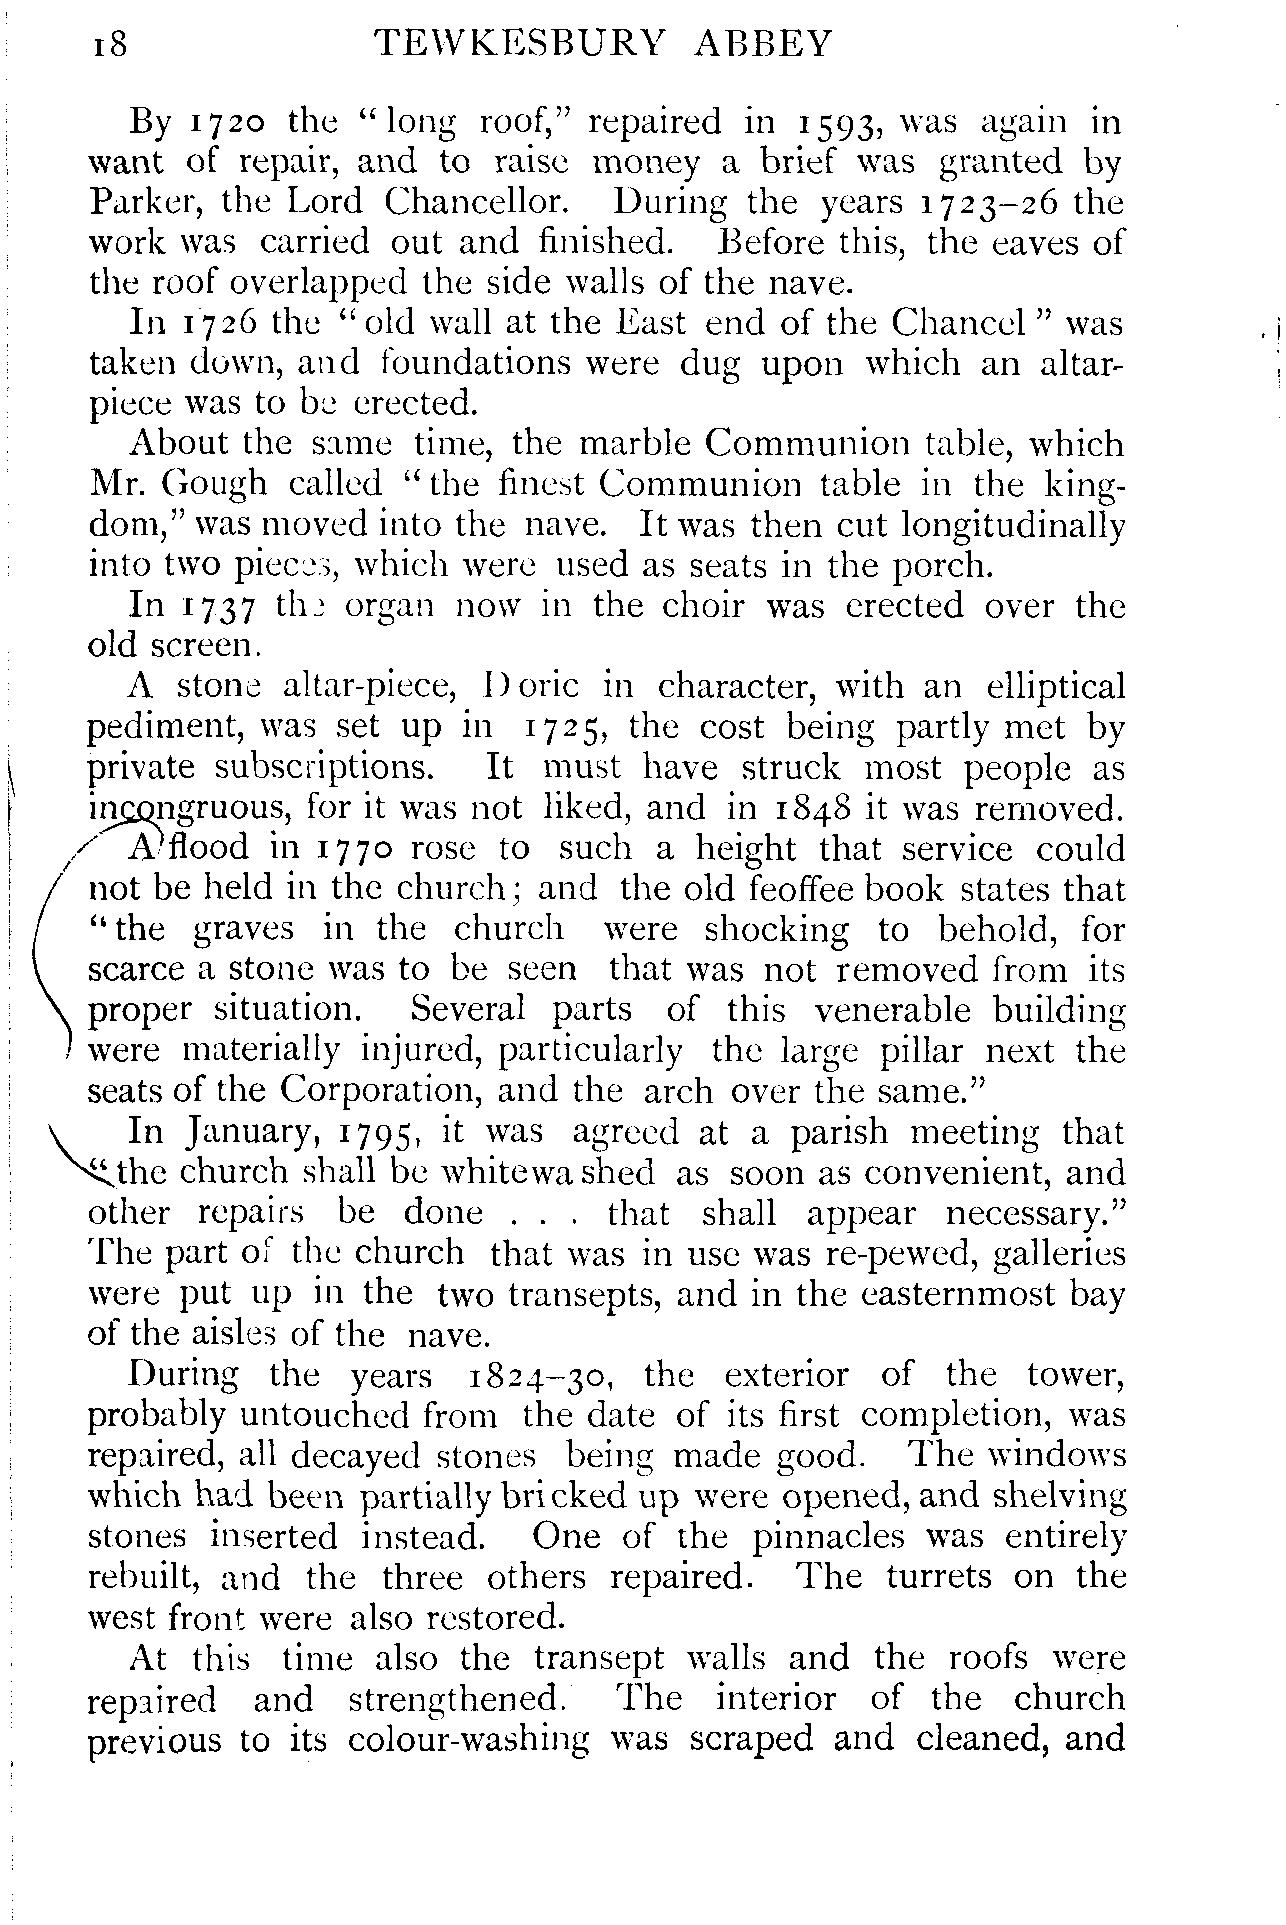 18 TEWKESBURY ABBEY
By 1720 the “long roof,” repaired in 1593, was again in
want of repair, and to raise money a brief was granted by
Parker, the Lord Chancellor. During the years 1723–26 the
work was carried out and finished. Before this, the eaves of
the roof overlapped the side walls of the nave.
In 1726 the “old wall at the East end of the Chancel” was
taken down, and foundations were dug upon which an altar-
piece was to be erected.
About the same time, the marble Communion table, which
Mr. Gough called “the finest Communion table in the king-
dom,” was moved into the nave. It was then cut longitudinally
into two pieces, which were used as seats in the porch.
In 1737 the organ now in the choir was erected over the
old screen.
A stone altar-piece, Doric in character, with an elliptical
pediment, was set up in 1725, the cost being partly met by
private subscriptions. It must have struck most people as
incongruous, for it was not liked, and in 1848 it was removed.
A flood in 1770 rose to such a height that service could
not be held in the church; and the old feoffee book states that
“the graves in the church were shocking to behold, for
scarce a stone was to be seen that was not removed from its
proper situation. Several parts of this venerable building
were materially injured, particularly the large pillar next the
seats of the Corporation, and the arch over the same.”
In January, 1795, it was agreed at a parish meeting that
“the church shall be whitewashed as soon as convenient, and
other repairs be done . . . that shall appear necessary.”
The part of the church that was in use was re-pewed, galleries
were put up in the two transepts, and in the easternmost bay
of the aisles of the nave.
During the years 1824–30, the exterior of the tower,
probably untouched from the date of its first completion, was
repaired, all decayed stones being made good. The windows
which had been partially bricked up were opened, and shelving
stones inserted instead. One of the pinnacles was entirely
rebuilt, and the three others repaired. The turrets on the
west front were also restored.
At this time also the transept walls and the roofs were
repaired and strengthened. The interior of the church
previous to its colour-washing was scraped and cleaned, and